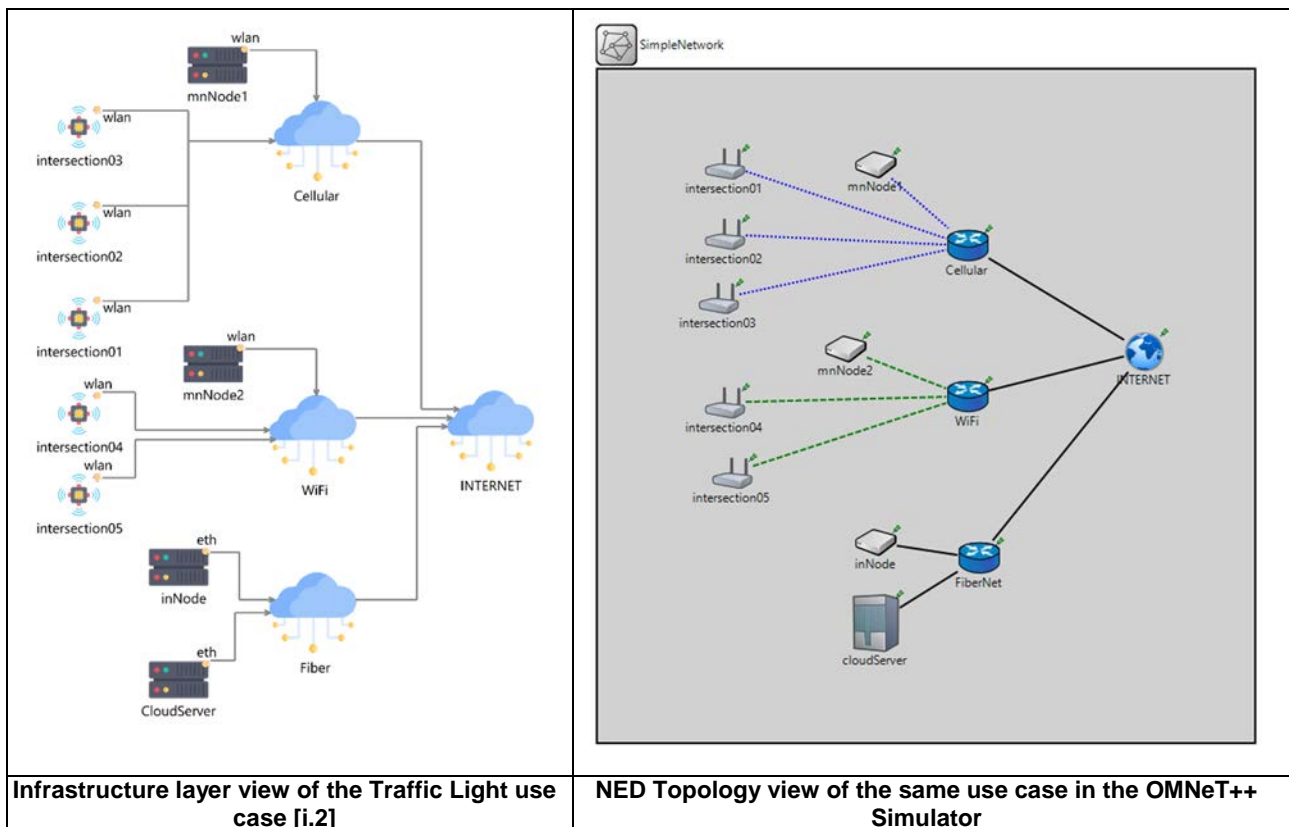 wlan
mnNode1
wlan
intersection03
Cellular
wlan
intersection02
wlan
intersection01
wlan
mnNode2
wlan
intersection04
wlan
WiFi
INTERNET
intersection05
eth
inNode
eth
Fiber
CloudServer
SimpleNetwork
intersection01
mnNode1
intersection02
Cellular
intersection03
mnNode2
INTERNET
intersection04
WiFi
intersection05
inNode
FiberNet
cloudServer
Infrastructure layer view of the Traffic Light use
case [i.2]
NED Topology view of the same use case in the OMNeT++
Simulator